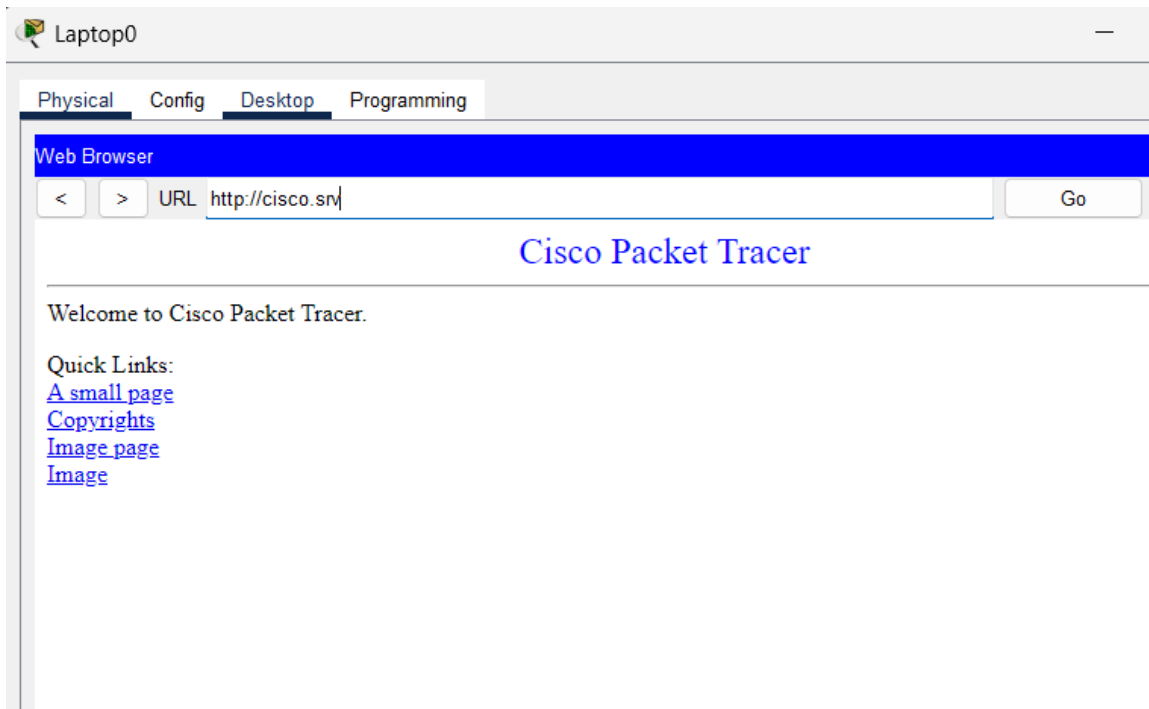 Laptop0
Physical Config Desktop Programming
Web Browser
< > URL http://cisco.srv Go
Cisco Packet Tracer
Welcome to Cisco Packet Tracer.
Quick Links:
A small page
Copyrights
Image page
Image